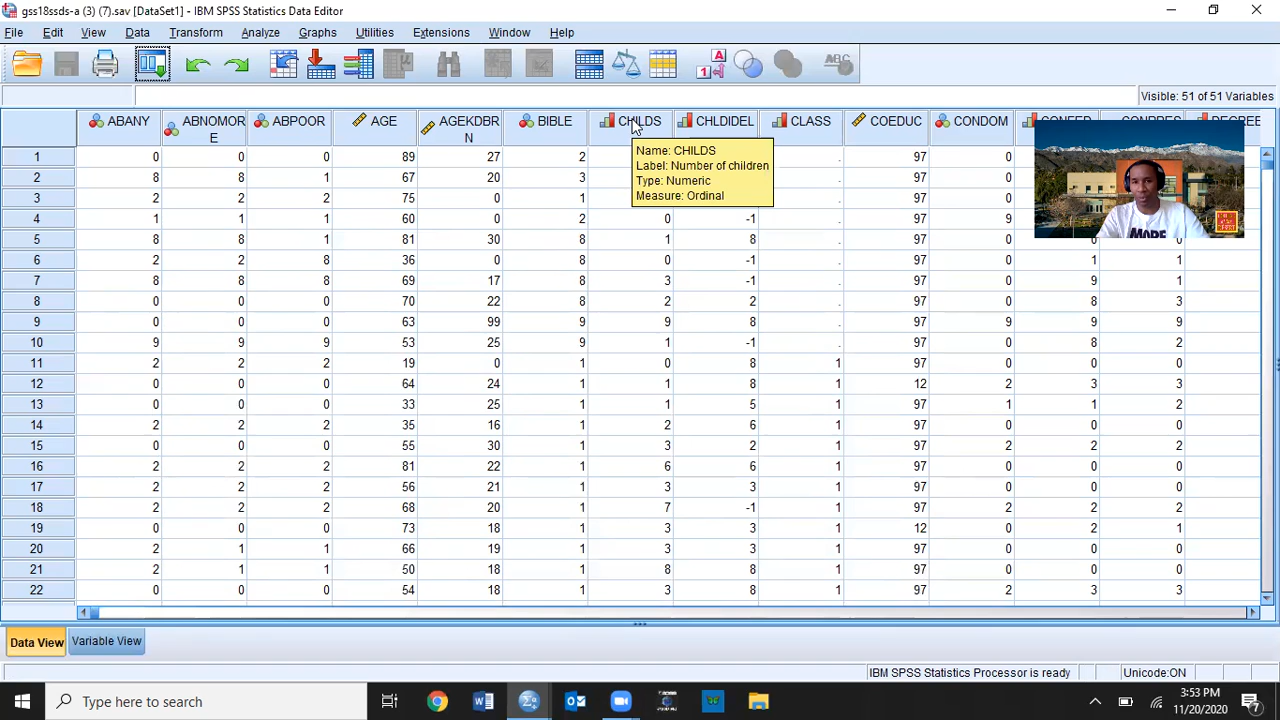 gss18ssds-a (3) (7).sav [DataSet1] - IBM SPSS Statistics Data Editor
File Edit View Data Transform Analyze Graphs Utilities Extensions Window Help
Visible: 51 of 51 Variables
ABANY ABNOMORE ABPOOR AGE AGEKDBRN BIBLE CHILDS CHLDIDEL CLASS COEDUC CONDOM
Name: CHILDS
Label: Number of children
Type: Numeric
Measure: Ordinal
1 0 0 0 89 27 2 . 97 0
2 8 8 1 67 20 3 . 97 0
3 2 2 2 75 0 1 . 97 0
4 1 1 1 60 0 2 0 -1 . 97 9
5 8 8 1 81 30 8 1 8 . 97 0 0 0
6 2 2 8 36 0 8 0 -1 . 97 0 1 1
7 8 8 8 69 17 8 3 -1 . 97 0 9 1
8 0 0 0 70 22 8 2 2 . 97 0 8 3
9 0 0 0 63 99 9 9 8 . 97 9 9 9
10 9 9 9 53 25 9 1 -1 . 97 0 8 2
11 2 2 2 19 0 1 0 8 1 97 0 0 0
12 0 0 0 64 24 1 1 8 1 12 2 3 3
13 0 0 0 33 25 1 1 5 1 97 1 1 2
14 2 2 2 35 16 1 2 6 1 97 0 0 0
15 0 0 0 55 30 1 3 2 1 97 2 2 2
16 2 2 2 81 22 1 6 6 1 97 0 0 0
17 2 2 2 56 21 1 3 3 1 97 0 0 0
18 2 2 2 68 20 1 7 -1 1 97 2 2 2
19 0 0 0 73 18 1 3 3 1 12 0 2 1
20 2 1 1 66 19 1 3 3 1 97 0 0 0
21 2 1 1 50 18 1 8 8 1 97 0 0 0
22 0 0 0 54 18 1 3 8 1 97 2 3 3
Data View Variable View
IBM SPSS Statistics Processor is ready Unicode:ON
Type here to search
3:53 PM
11/20/2020
7